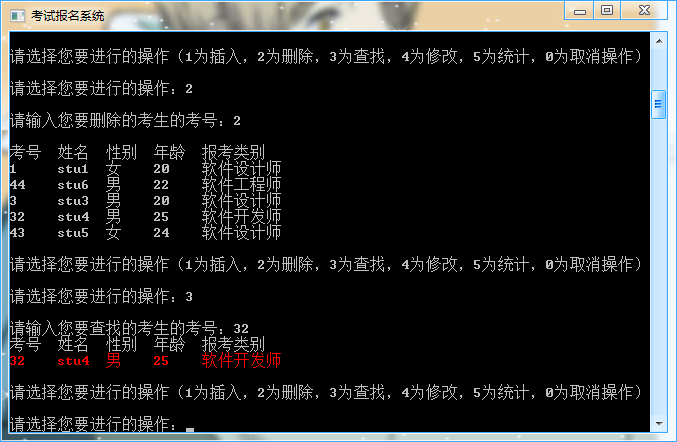 考试报名系统
请选择您要进行的操作（1为插入，2为删除，3为查找，4为修改，5为统计，0为取消操作）
请选择您要进行的操作：2
请输入您要删除的考生的考号：2
考号 姓名 性别 年龄 报考类别
1 stu1 女 20 软件设计师
44 stu6 男 22 软件工程师
3 stu3 男 20 软件设计师
32 stu4 男 25 软件开发师
43 stu5 女 24 软件设计师
请选择您要进行的操作（1为插入，2为删除，3为查找，4为修改，5为统计，0为取消操作）
请选择您要进行的操作：3
请输入您要查找的考生的考号：32
考号 姓名 性别 年龄 报考类别
32 stu4 男 25 软件开发师
请选择您要进行的操作（1为插入，2为删除，3为查找，4为修改，5为统计，0为取消操作）
请选择您要进行的操作：